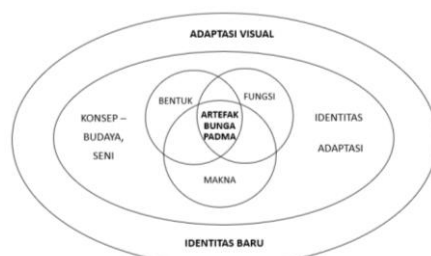 ADAPTASI VISUAL
BENTUK
FUNGSI
ARTEFAK
BUNGA
PADMA
KONSEP –
BUDAYA,
SENI
IDENTITAS
ADAPTASI
MAKNA
IDENTITAS BARU